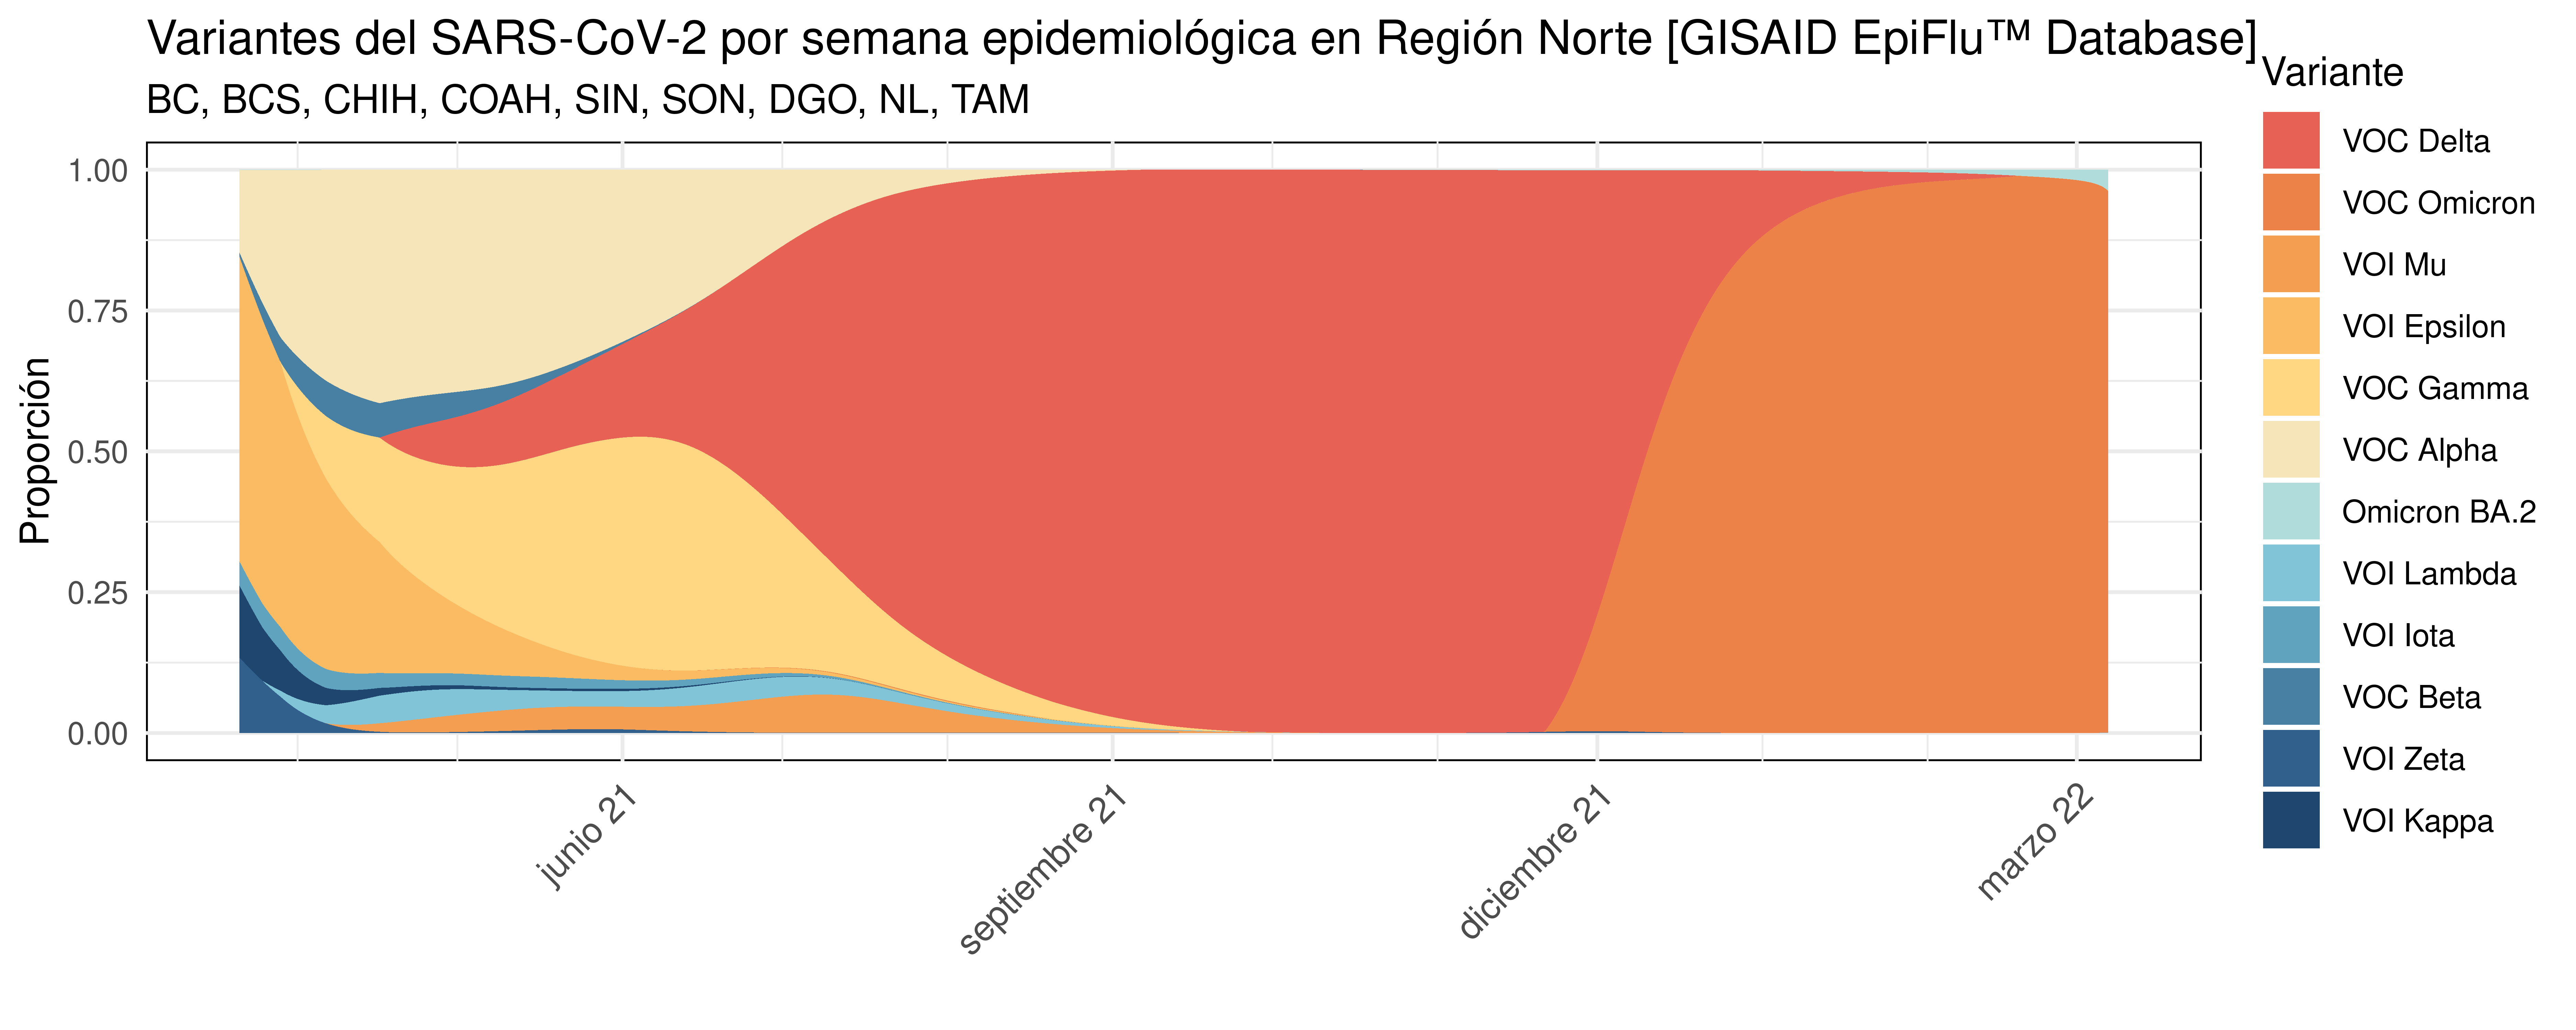 Variantes del SARS-CoV-2 por semana epidemiológica en Región Norte [GISAID EpiFlu™ Database]
BC, BCS, CHIH, COAH, SIN, SON, DGO, NL, TAM
Proporción
1.00
0.75
0.50
0.25
0.00
junio 21
septiembre 21
diciembre 21
marzo 22
Variante
VOC Delta
VOC Omicron
VOI Mu
VOI Epsilon
VOC Gamma
VOC Alpha
Omicron BA.2
VOI Lambda
VOI Iota
VOC Beta
VOI Zeta
VOI Kappa